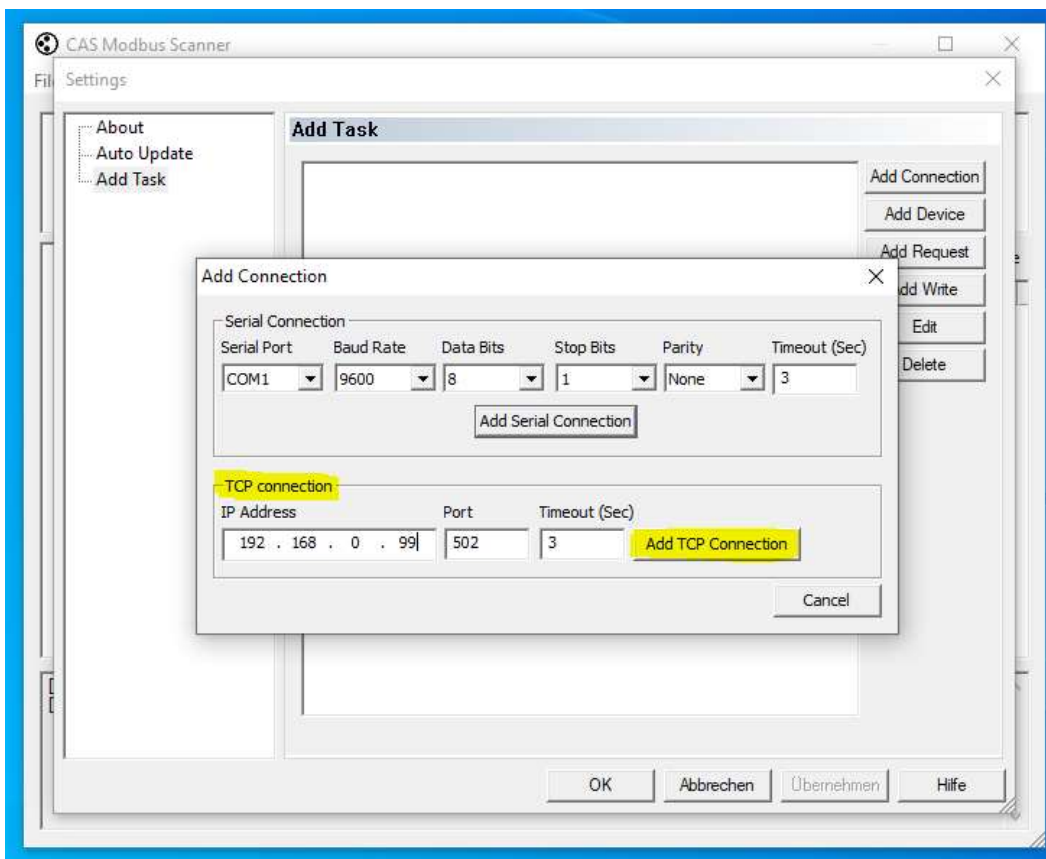 CAS Modbus Scanner
Settings
About
Auto Update
Add Task
Add Task
Add Connection
Add Device
Add Request
Add Connection
Write
Serial Connection
Edit
Serial Port Baud Rate Data Bits Stop Bits Parity Timeout (Sec)
Delete
COM1 9600 8 1 None 3
Add Serial Connection
TCP connection
IP Address Port Timeout (Sec)
192 . 168 . 0 . 99 502 3 Add TCP Connection
Cancel
OK Abbrechen Übernehmen Hilfe